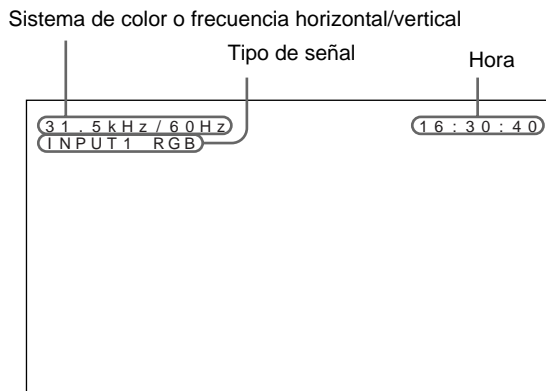 Sistema de color o frecuencia horizontal/vertical
Tipo de señal
Hora
31.5kHz/60Hz
16:30:40
INPUT1 RGB